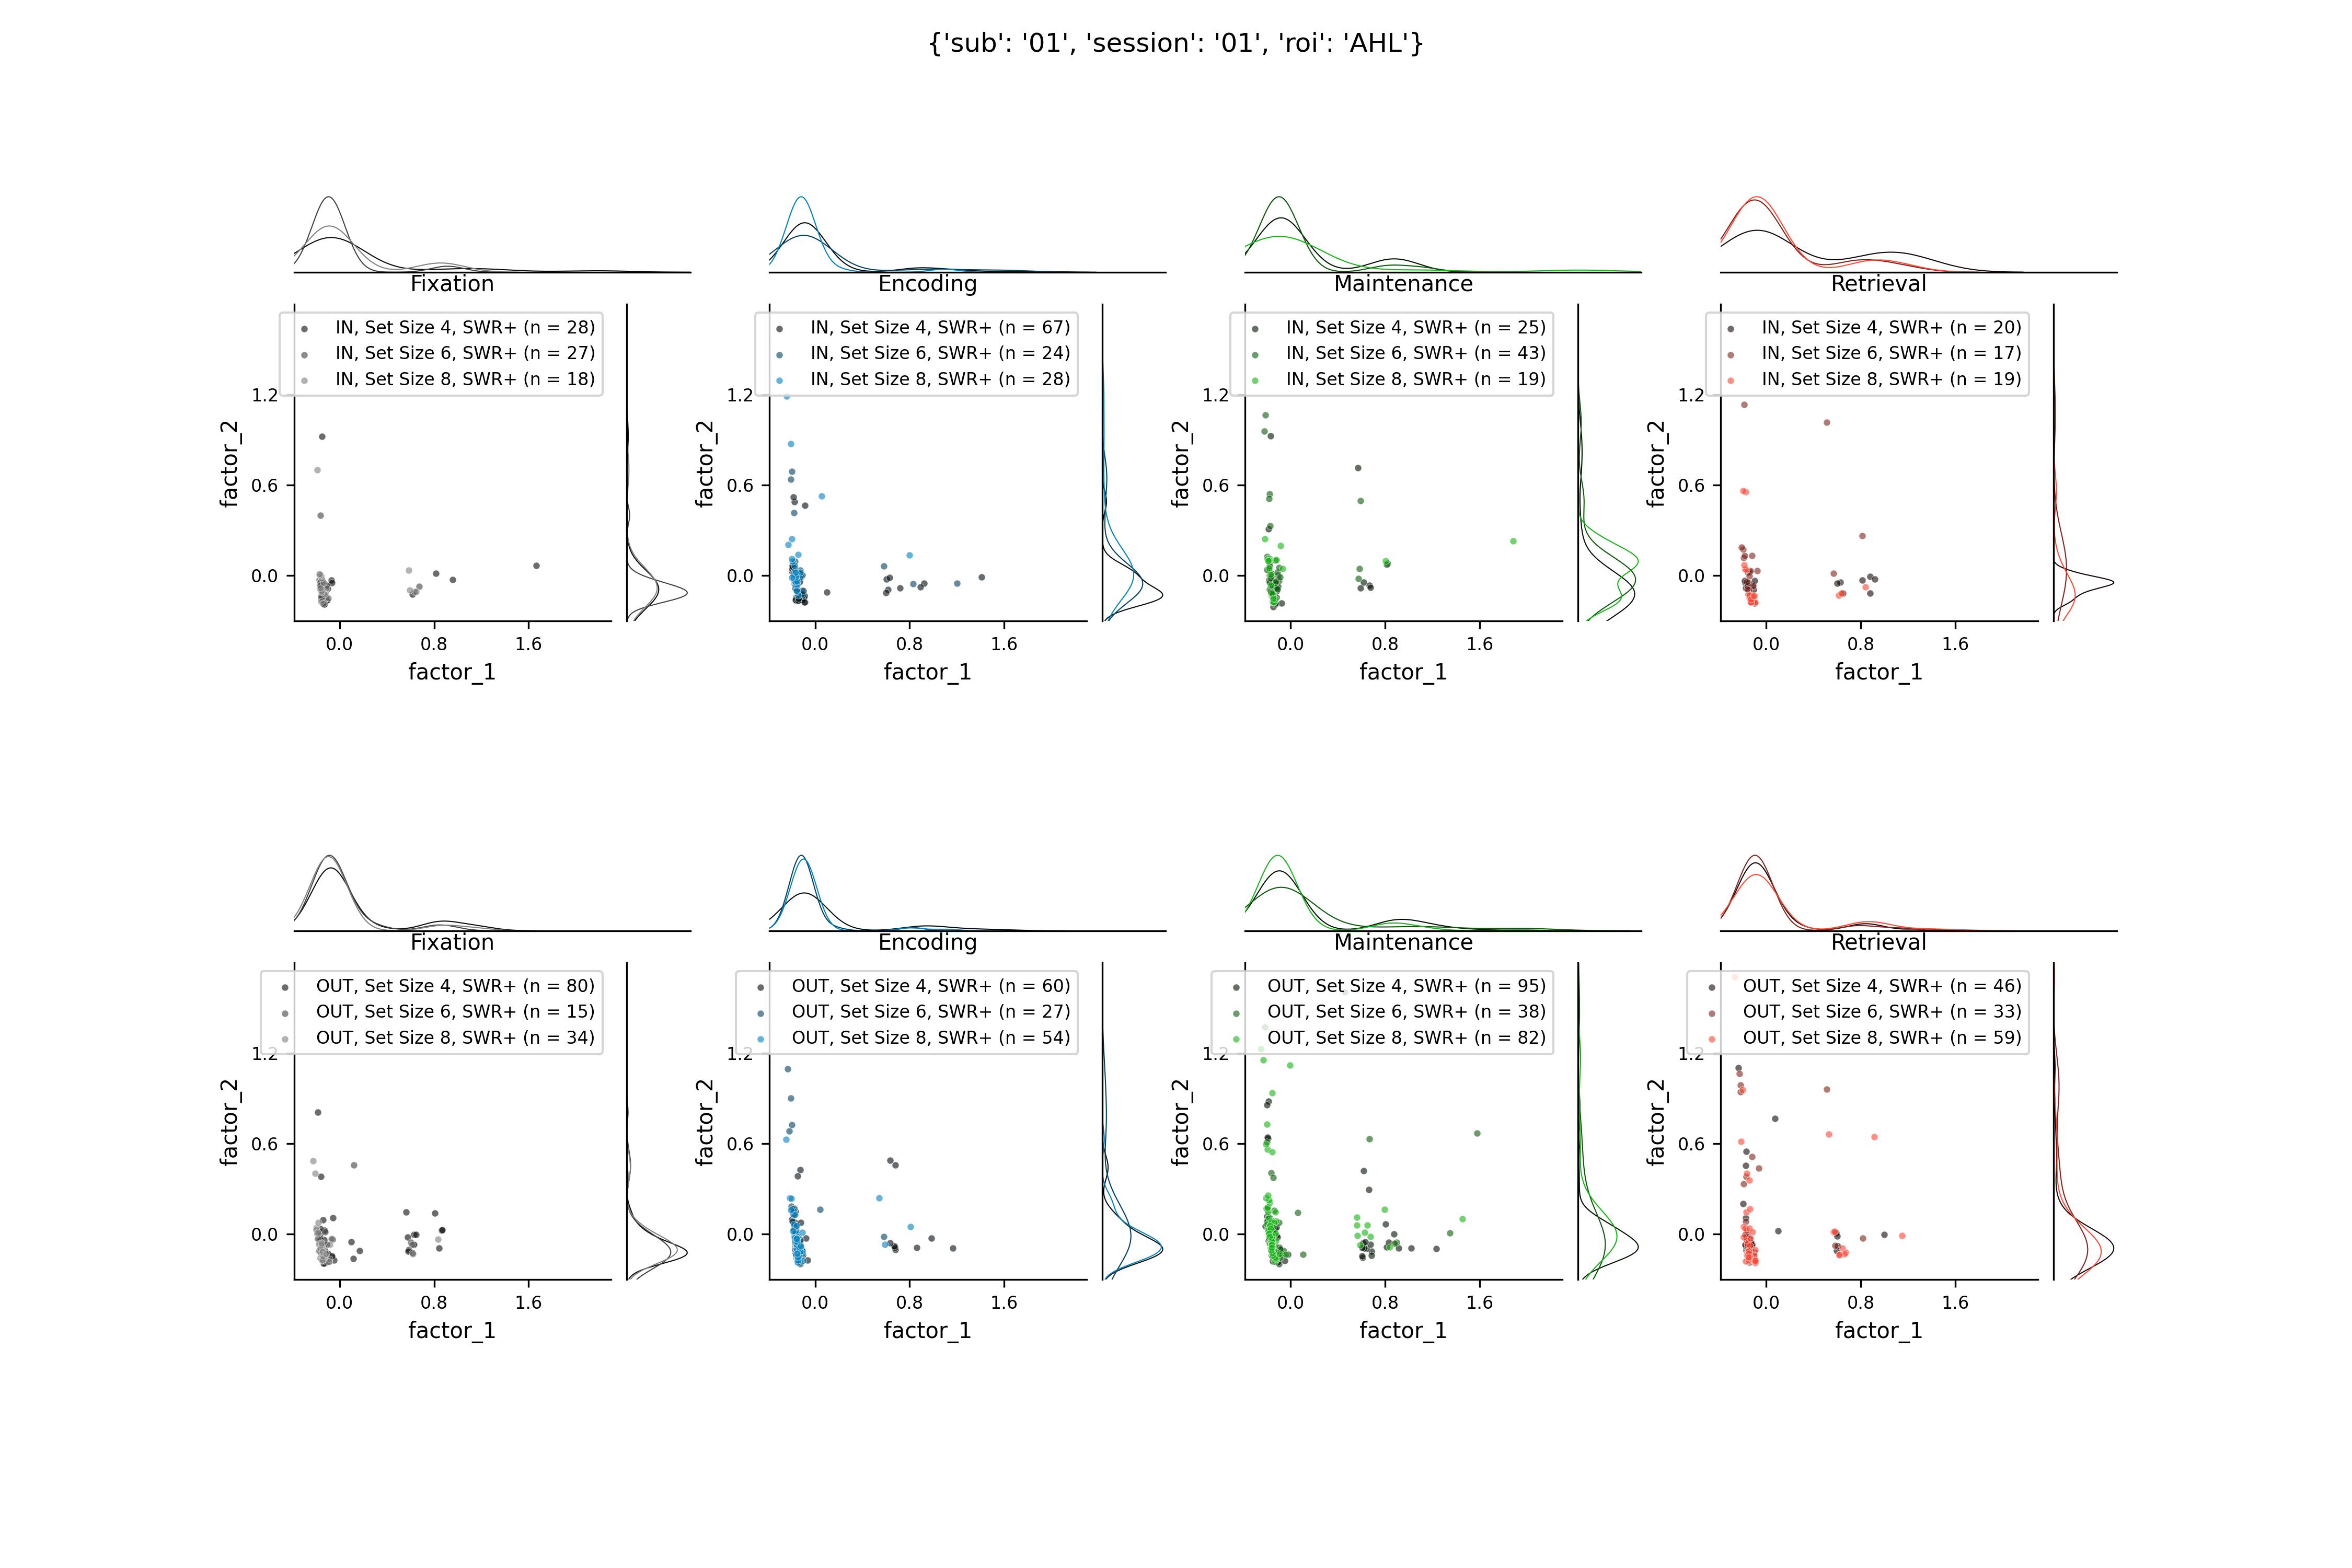 {'sub': '01', 'session': '01', 'roi': 'AHL'}
Fixation
IN, Set Size 4, SWR+ (n = 28)
IN, Set Size 6, SWR+ (n = 27)
IN, Set Size 8, SWR+ (n = 18)
1.2
0.6
0.0
factor_2
0.0 0.8 1.6
factor_1
Encoding
IN, Set Size 4, SWR+ (n = 67)
IN, Set Size 6, SWR+ (n = 24)
IN, Set Size 8, SWR+ (n = 28)
1.2
0.6
0.0
factor_2
0.0 0.8 1.6
factor_1
Maintenance
IN, Set Size 4, SWR+ (n = 25)
IN, Set Size 6, SWR+ (n = 43)
IN, Set Size 8, SWR+ (n = 19)
1.2
0.6
0.0
factor_2
0.0 0.8 1.6
factor_1
Retrieval
IN, Set Size 4, SWR+ (n = 20)
IN, Set Size 6, SWR+ (n = 17)
IN, Set Size 8, SWR+ (n = 19)
1.2
0.6
0.0
factor_2
0.0 0.8 1.6
factor_1
Fixation
OUT, Set Size 4, SWR+ (n = 80)
OUT, Set Size 6, SWR+ (n = 15)
OUT, Set Size 8, SWR+ (n = 34)
1.2
0.6
0.0
factor_2
0.0 0.8 1.6
factor_1
Encoding
OUT, Set Size 4, SWR+ (n = 60)
OUT, Set Size 6, SWR+ (n = 27)
OUT, Set Size 8, SWR+ (n = 54)
1.2
0.6
0.0
factor_2
0.0 0.8 1.6
factor_1
Maintenance
OUT, Set Size 4, SWR+ (n = 95)
OUT, Set Size 6, SWR+ (n = 38)
OUT, Set Size 8, SWR+ (n = 82)
1.2
0.6
0.0
factor_2
0.0 0.8 1.6
factor_1
Retrieval
OUT, Set Size 4, SWR+ (n = 46)
OUT, Set Size 6, SWR+ (n = 33)
OUT, Set Size 8, SWR+ (n = 59)
1.2
0.6
0.0
factor_2
0.0 0.8 1.6
factor_1